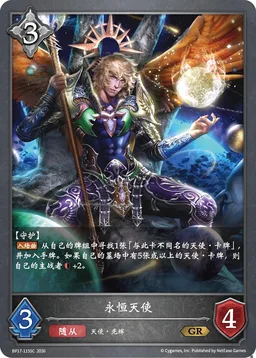 3
【守护】
入场曲 从自己的牌组中寻找1张「与此卡不同名的天使·卡牌」,
并加入手牌。如果自己的墓场中有5张或以上的天使·卡牌,则
自己的主战者 +2。
永恒天使
3
随从
天使·先辉
GR
4
BP17-115SC 2036
© Cygames, Inc. Published by NetEase Games